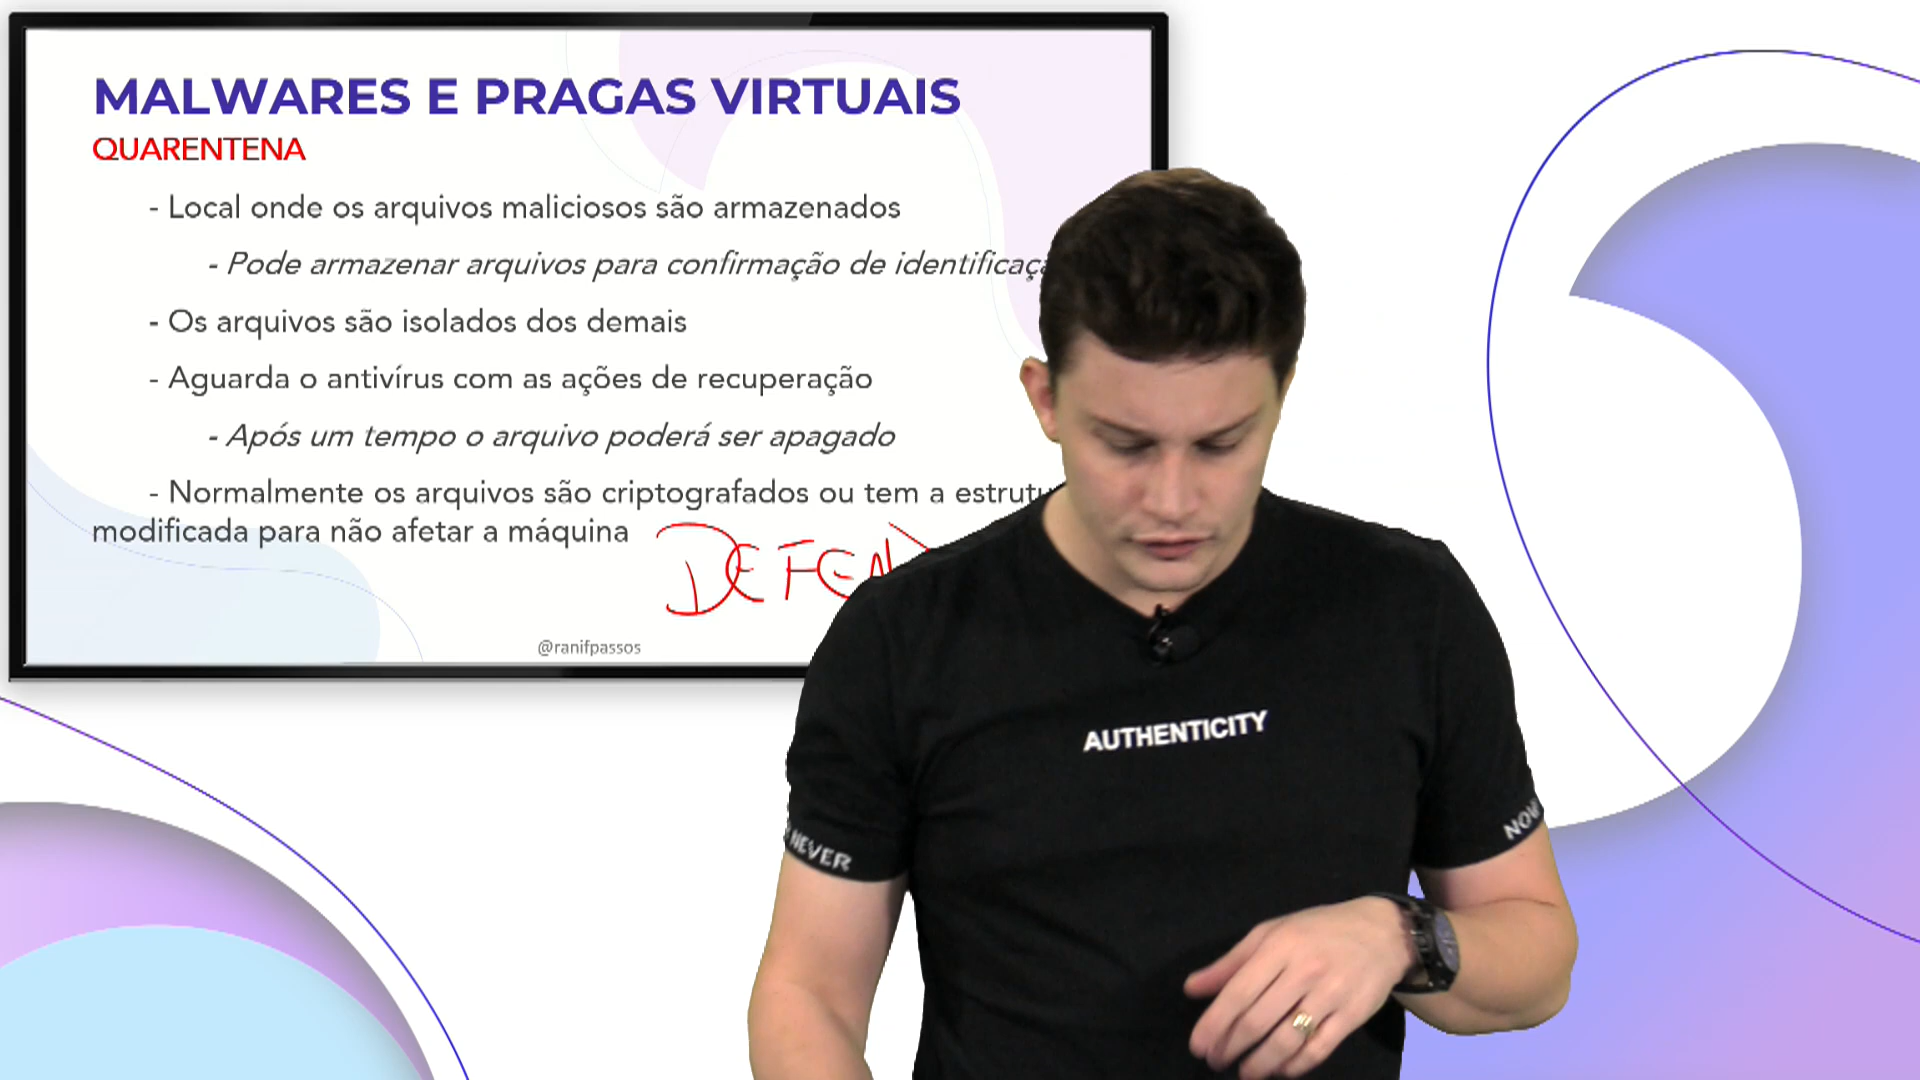 MALWARES E PRAGAS VIRTUAIS
QUARENTENA
- Local onde os arquivos maliciosos são armazenados
- Pode armazenar arquivos para confirmação de
- Os arquivos são isolados dos demais
- Aguarda o antivírus com as ações de recuperação
- Após um tempo o arquivo poderá ser apagado
- Normalmente os arquivos são criptografados ou tem a
modificada para não afetar a máquina
@ranifpassos
AUTHENTICITY
NEVER
NOW